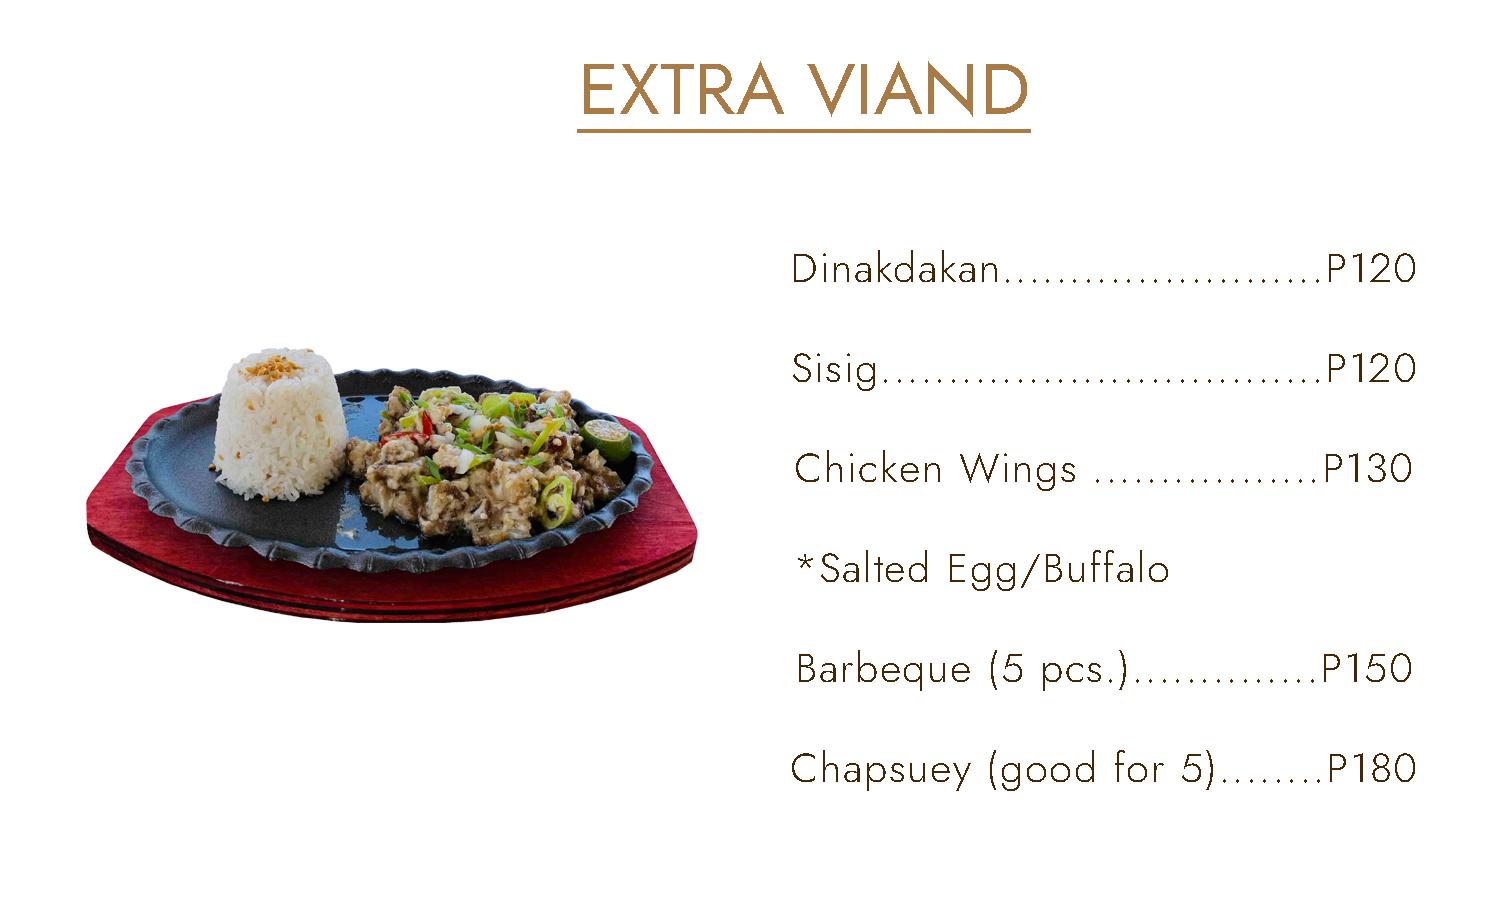 EXTRA VIAND
Dinakdakan........................P120
Sisig.................................P120
Chicken Wings .................P130
*Salted Egg/Buffalo
Barbeque (5 pcs.)..............P150
Chapsuey (good for 5)........P180